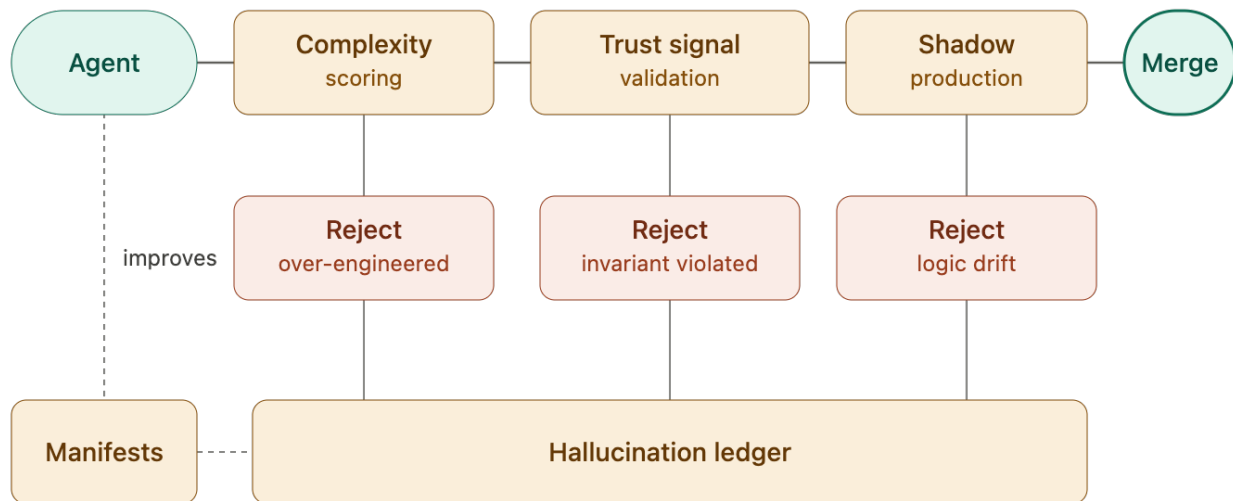 Agent
Complexity
scoring
Trust signal
validation
Shadow
production
Merge
improves
Reject
over-engineered
Reject
invariant violated
Reject
logic drift
Manifests
Hallucination ledger